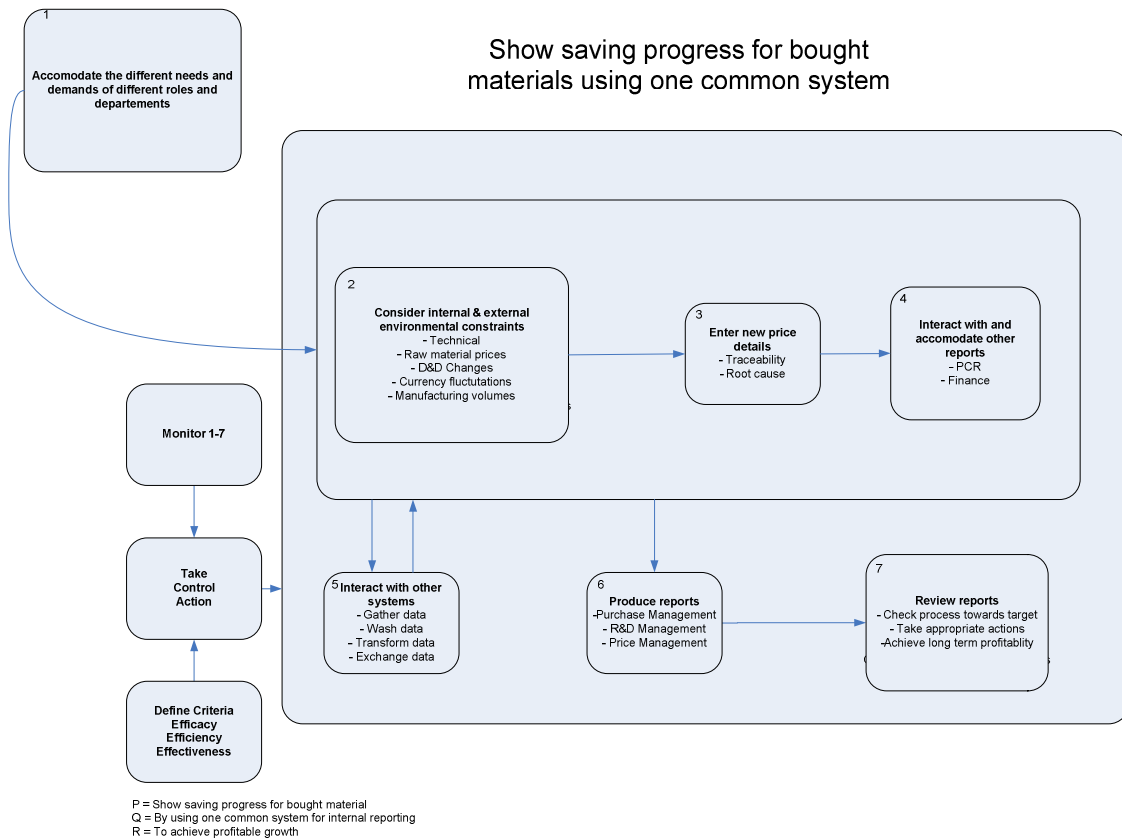 Show saving progress for bought
materials using one common system
1
Accomodate the different needs and
demands of different roles and
departements
2
Consider internal & external
environmental constraints
- Technical
- Raw material prices
- D&D Changes
- Currency fluctutations
- Manufacturing volumes
3
Enter new price
details
- Traceability
- Root cause
4
Interact with and
accomodate other
reports
- PCR
- Finance
Monitor 1-7
Take
Control
Action
Define Criteria
Efficacy
Efficiency
Effectiveness
5
Interact with other
systems
- Gather data
- Wash data
- Transform data
- Exchange data
6
Produce reports
-Purchase Management
- R&D Management
- Price Management
7
Review reports
- Check process towards target
- Take appropriate actions
-Achieve long term profitablity
P = Show saving progress for bought material
Q = By using one common system for internal reporting
R = To achieve profitable growth